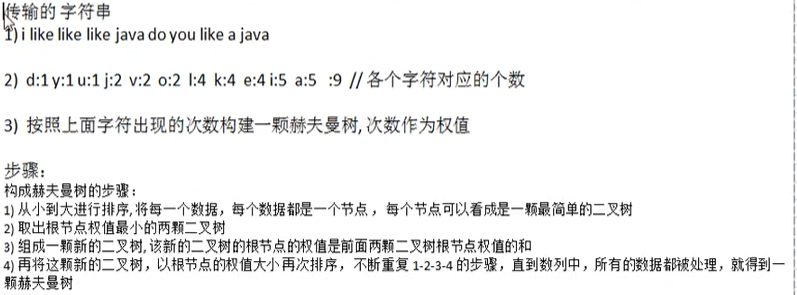 传输的 字符串
1) i like like like java do you like a java
2) d:1 y:1 u:1 j:2 v:2 o:2 l:4 k:4 e:4 i:5 a:5 :9 // 各个字符对应的个数
3) 按照上面字符出现的次数构建一颗赫夫曼树, 次数作为权值
步骤：
构成赫夫曼树的步骤：
1) 从小到大进行排序, 将每一个数据，每个数据都是一个节点 ， 每个节点可以看成是一颗最简单的二叉树
2) 取出根节点权值最小的两颗二叉树
3) 组成一颗新的二叉树, 该新的二叉树的根节点的权值是前面两颗二叉树根节点权值的和
4) 再将这颗新的二叉树，以根节点的权值大小 再次排序， 不断重复 1-2-3-4 的步骤，直到数列中，所有的数据都被处理，就得到一
颗赫夫曼树